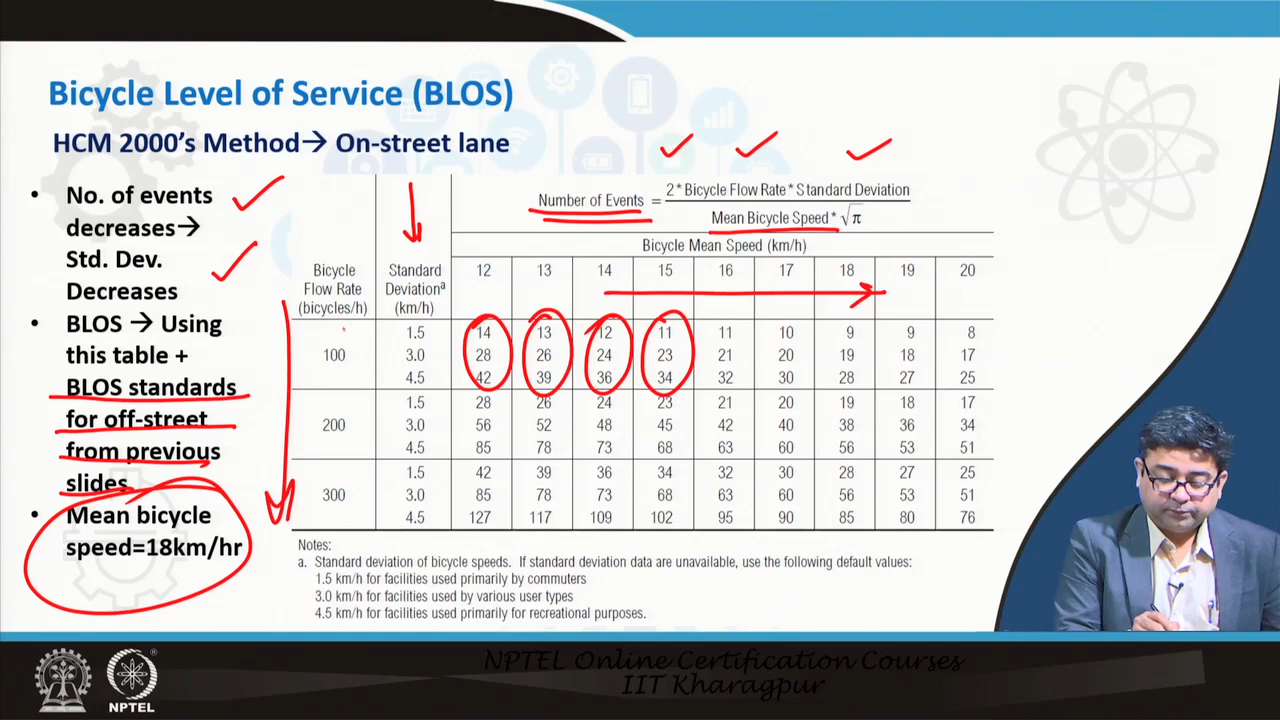 Bicycle Level of Service (BLOS)
HCM 2000's Method→ On-street lane
• No. of events
decreases→
Std. Dev.
Decreases
• BLOS → Using
this table +
BLOS standards
for off-street
from previous
slides.
• Mean bicycle
speed=18km/hr
Number of Events = 2* Bicycle Flow Rate* Standard Deviation
Mean Bicycle Speed* √π
Bicycle Mean Speed (km/h)
Bicycle Flow Rate (bicycles/h) Standard Deviationᵃ (km/h) 12 13 14 15 16 17 18 19 20
100 1.5 14 13 12 11 11 10 9 9 8
3.0 28 26 24 23 21 20 19 18 17
4.5 42 39 36 34 32 30 28 27 25
200 1.5 28 26 24 23 21 20 19 18 17
3.0 56 52 48 45 42 40 38 36 34
4.5 85 78 73 68 63 60 56 53 51
300 1.5 42 39 36 34 32 30 28 27 25
3.0 85 78 73 68 63 60 56 53 51
4.5 127 117 109 102 95 90 85 80 76
Notes:
a. Standard deviation of bicycle speeds. If standard deviation data are unavailable, use the following default values:
1.5 km/h for facilities used primarily by commuters
3.0 km/h for facilities used by various user types
4.5 km/h for facilities used primarily for recreational purposes.
NPTEL Online Certification Courses
IIT Kharagpur
NPTEL